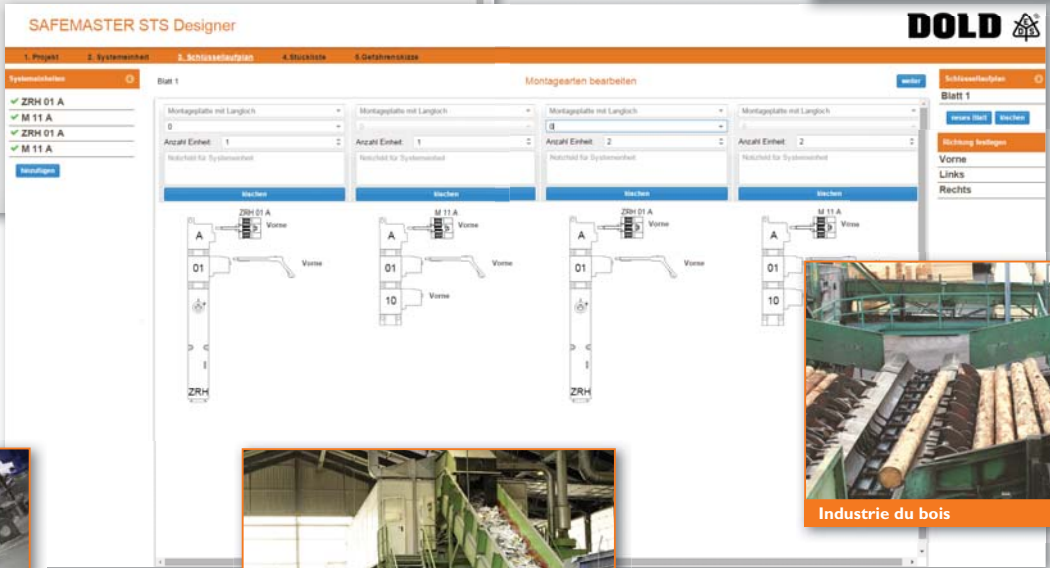 SAFEMASTER STS Designer
DOLD
1. Projekt 2. Systemeinheit 3. Schlüssellaufplan 4.Stückliste 5.Gefahrenskizze
Systemeinheiten
ZRH 01 A
M 11 A
ZRH 01 A
M 11 A
hinzufügen
Blatt 1
Montagearten bearbeiten
weiter
Montageplatte mit Langloch Montageplatte mit Langloch Montageplatte mit Langloch Montageplatte mit Langloch
0 0 0
Anzahl Einheit: 1 Anzahl Einheit: 1 Anzahl Einheit: 2 Anzahl Einheit: 2
Notizfeld für Systemeinheit Notizfeld für Systemeinheit Notizfeld für Systemeinheit Notizfeld für Systemeinheit
löschen löschen löschen löschen
ZRH 01 A M 11 A ZRH 01 A M 11 A
A Vorne A Vorne A Vorne A Vorne
01 Vorne 01 Vorne 01 Vorne 01
10 Vorne 10
I I
ZRH ZRH
Schlüssellaufplan
Blatt 1
neues Blatt löschen
Richtung festlegen
Vorne
Links
Rechts
Industrie du bois